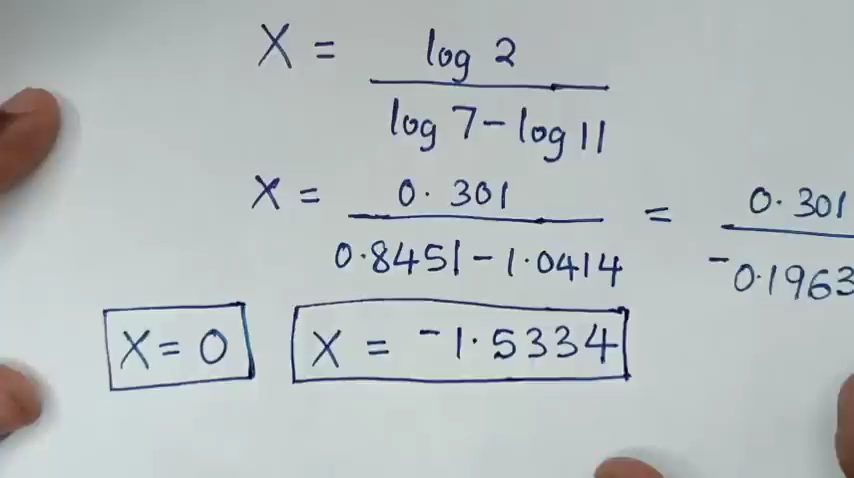 X = log 2 / log 7 - log 11
X = 0.301 / 0.8451 - 1.0414 = 0.301 / -0.1963
X = 0 X = -1.5334